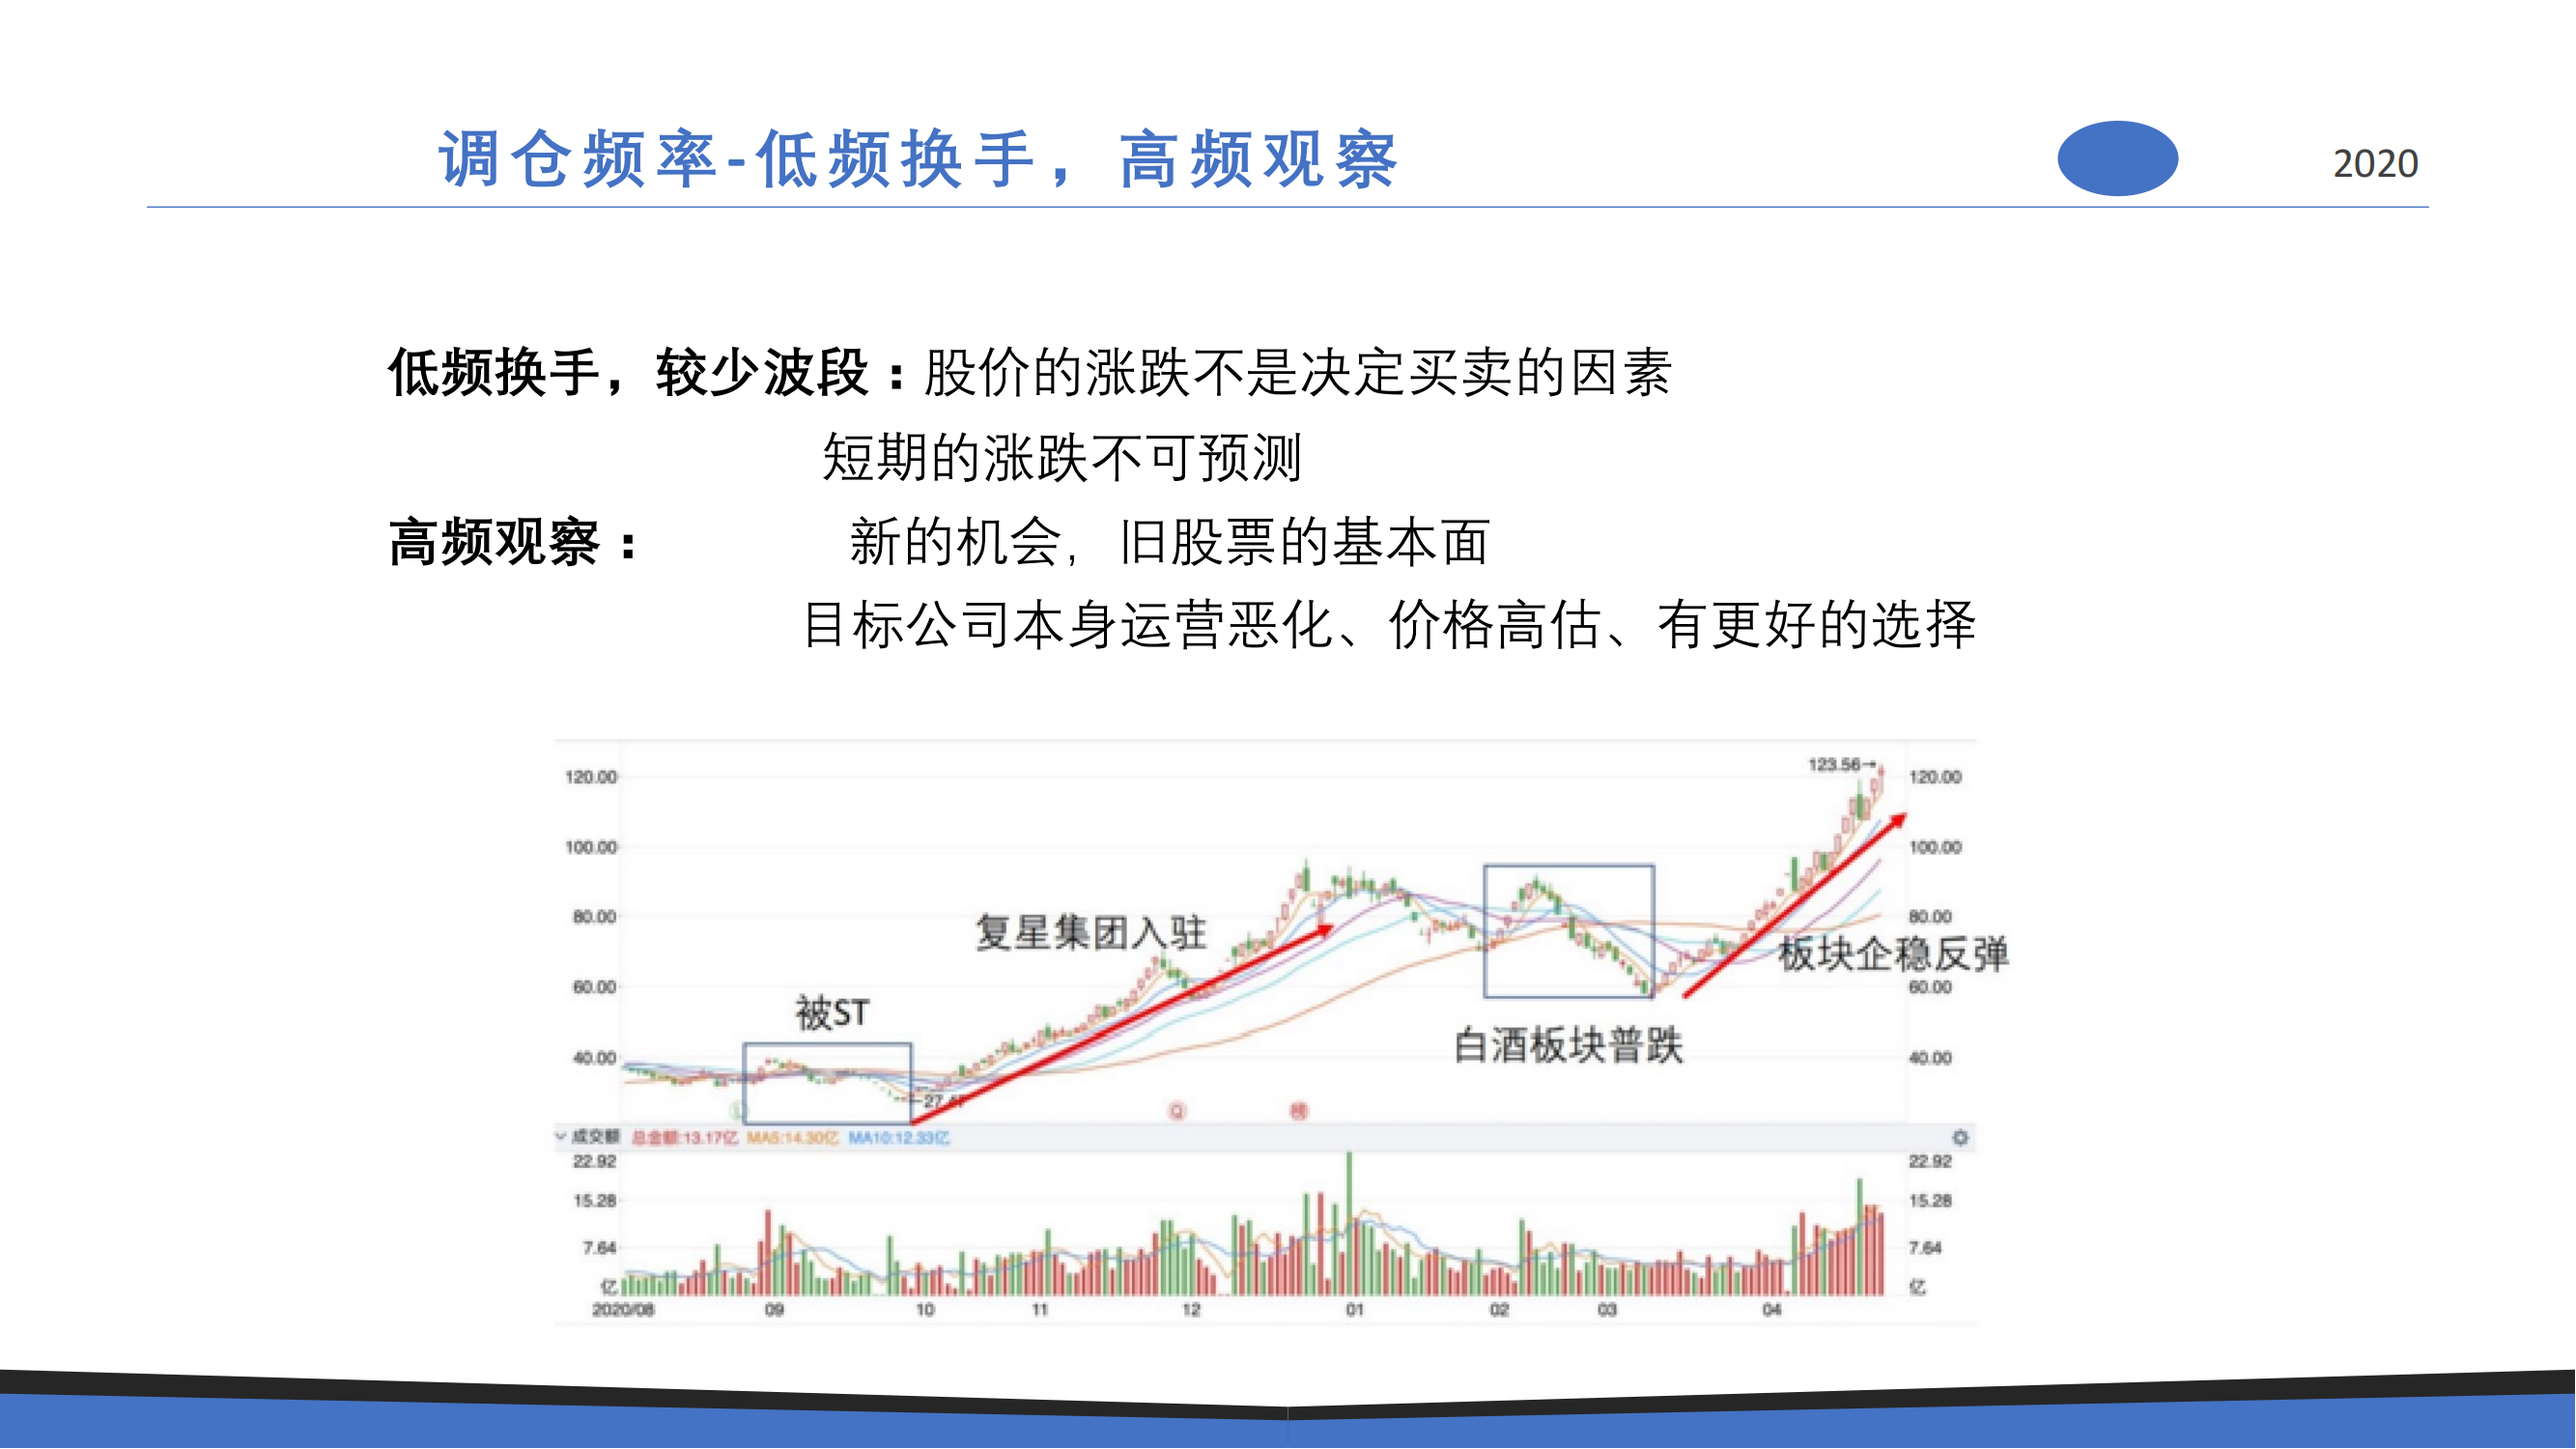 调仓频率-低频换手，高频观察
2020
低频换手，较少波段：股价的涨跌不是决定买卖的因素
短期的涨跌不可预测
高频观察： 新的机会，旧股票的基本面
目标公司本身运营恶化、价格高估、有更好的选择
123.56→
120.00 120.00
100.00 100.00
80.00 80.00
复星集团入驻
板块企稳反弹
60.00 60.00
被ST
白酒板块普跌
40.00 40.00
Q 榜
成交额 总金额:13.17亿 MA5:14.30亿 MA10:12.33亿
22.92 22.92
15.28 15.28
7.64 7.64
亿 亿
2020/08 09 10 11 12 01 02 03 04